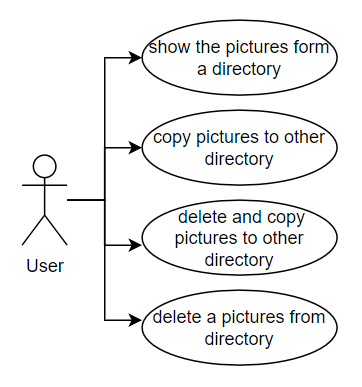 show the pictures form
a directory
copy pictures to other
directory
delete and copy
pictures to other
directory
User
delete a pictures from
directory